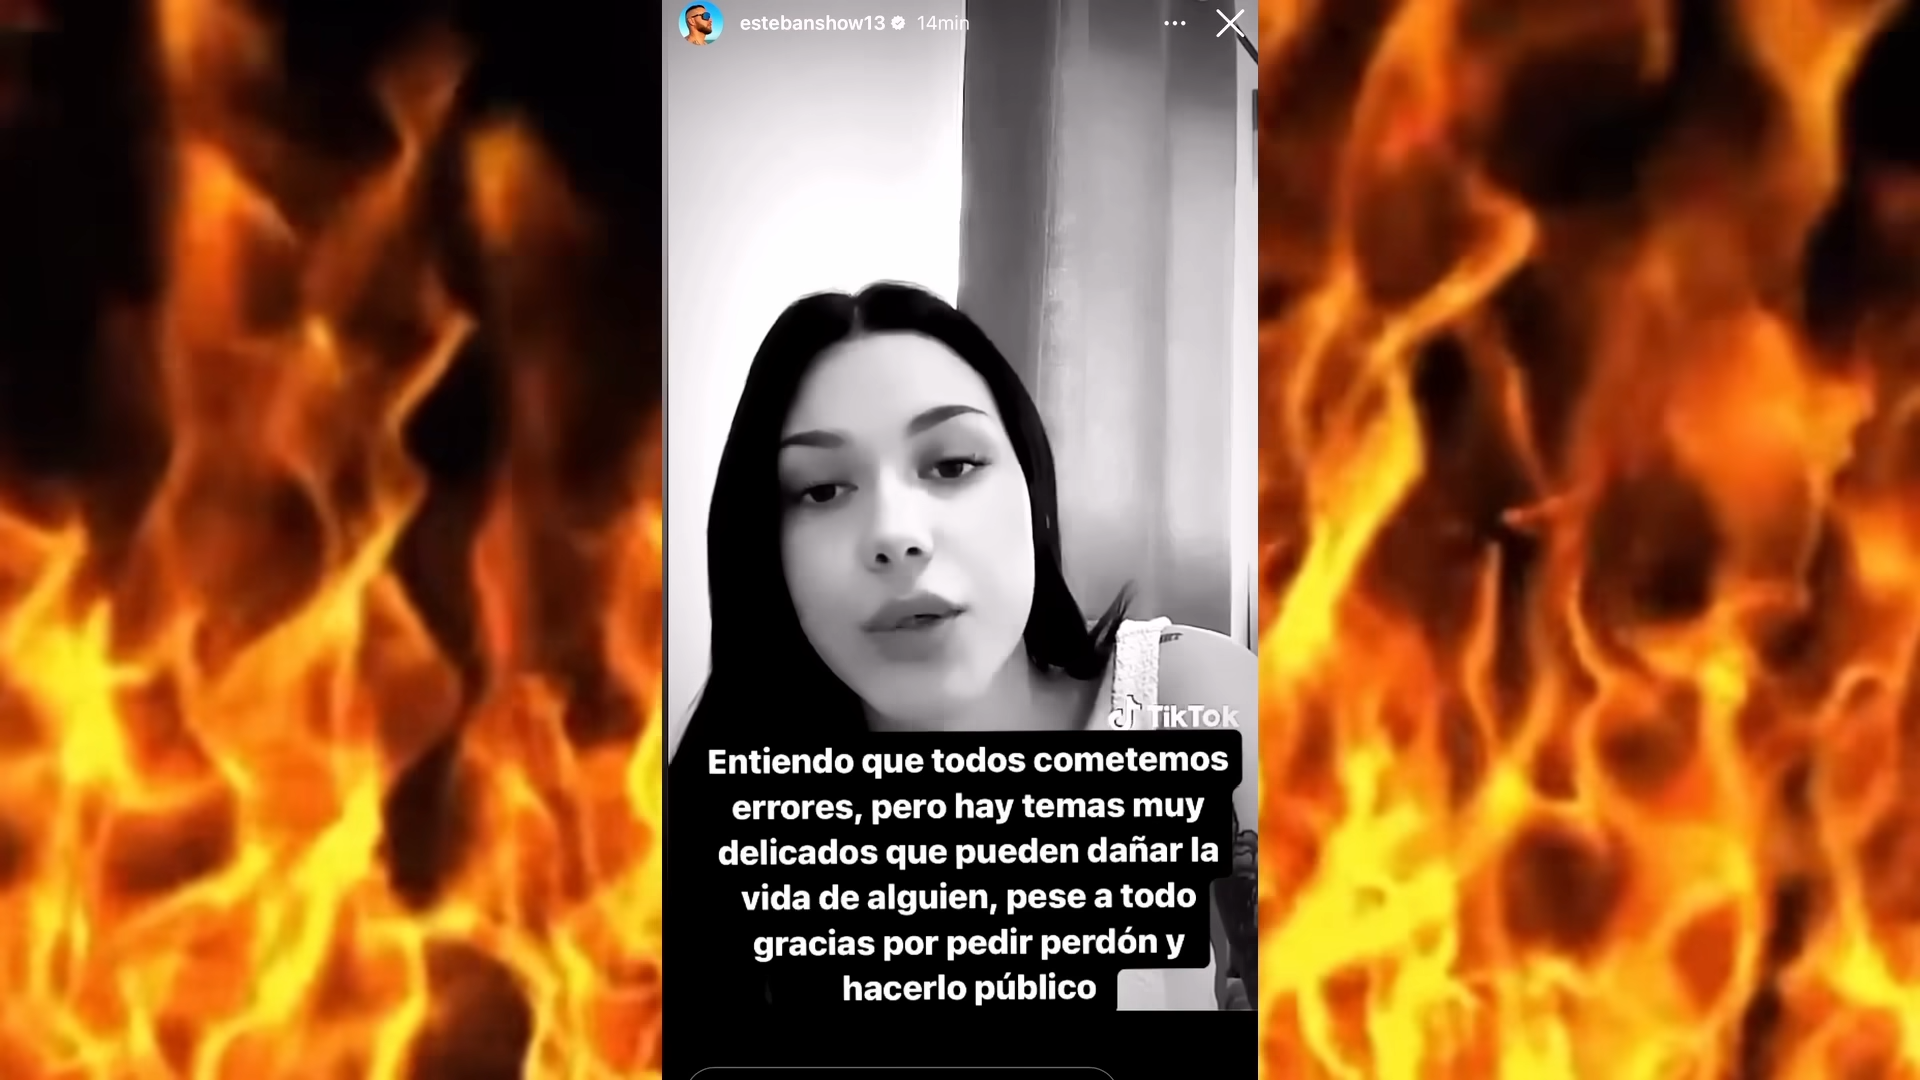 estebanshow13 14min
TikTok
Entiendo que todos cometemos
errores, pero hay temas muy
delicados que pueden dañar la
vida de alguien, pese a todo
gracias por pedir perdón y
hacerlo público